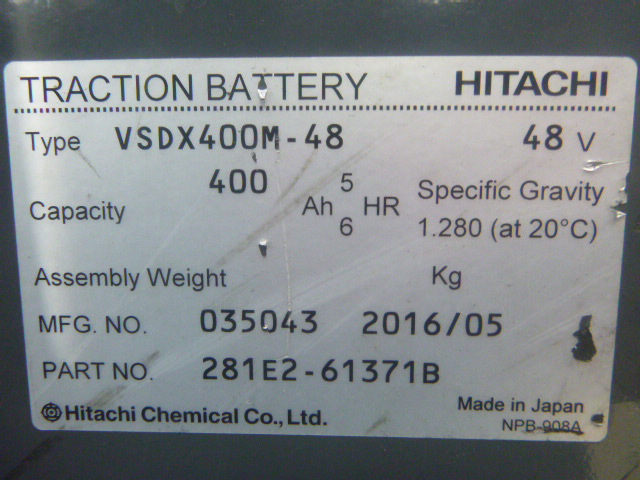 TRACTION BATTERY HITACHI
Type VSDX400M-48 48 V
Capacity 400 Ah 5 HR Specific Gravity
6 1.280 (at 20°C)
Assembly Weight Kg
MFG. NO. 035043 2016/05
PART NO. 281E2-61371B
Hitachi Chemical Co., Ltd. Made in Japan
NPB-908A